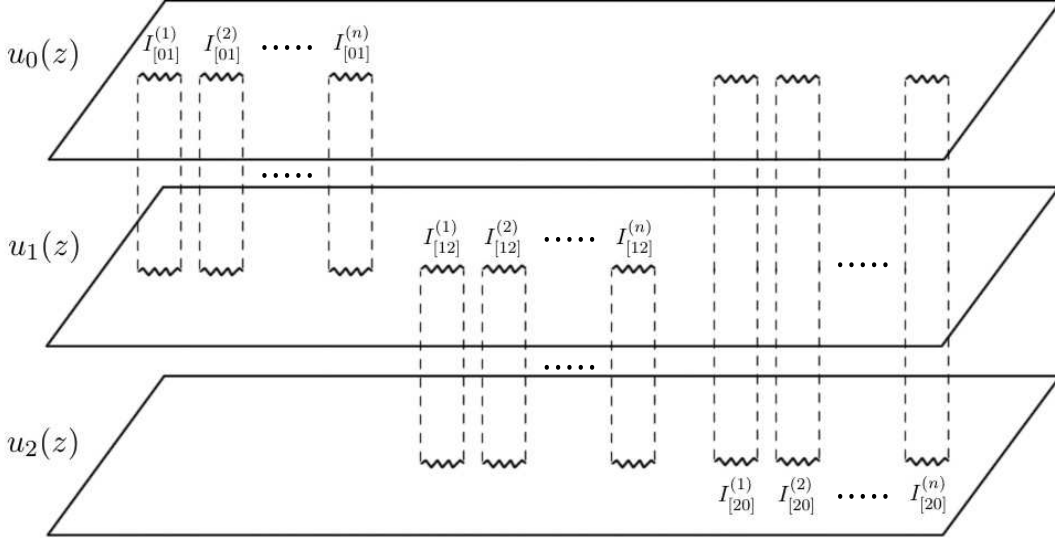 I_{[01]}^{(1)} I_{[01]}^{(2)} ..... I_{[01]}^{(n)}
u_0(z)
.....
I_{[12]}^{(1)} I_{[12]}^{(2)} ..... I_{[12]}^{(n)}
u_1(z)
.....
.....
u_2(z)
I_{[20]}^{(1)} I_{[20]}^{(2)} ..... I_{[20]}^{(n)}